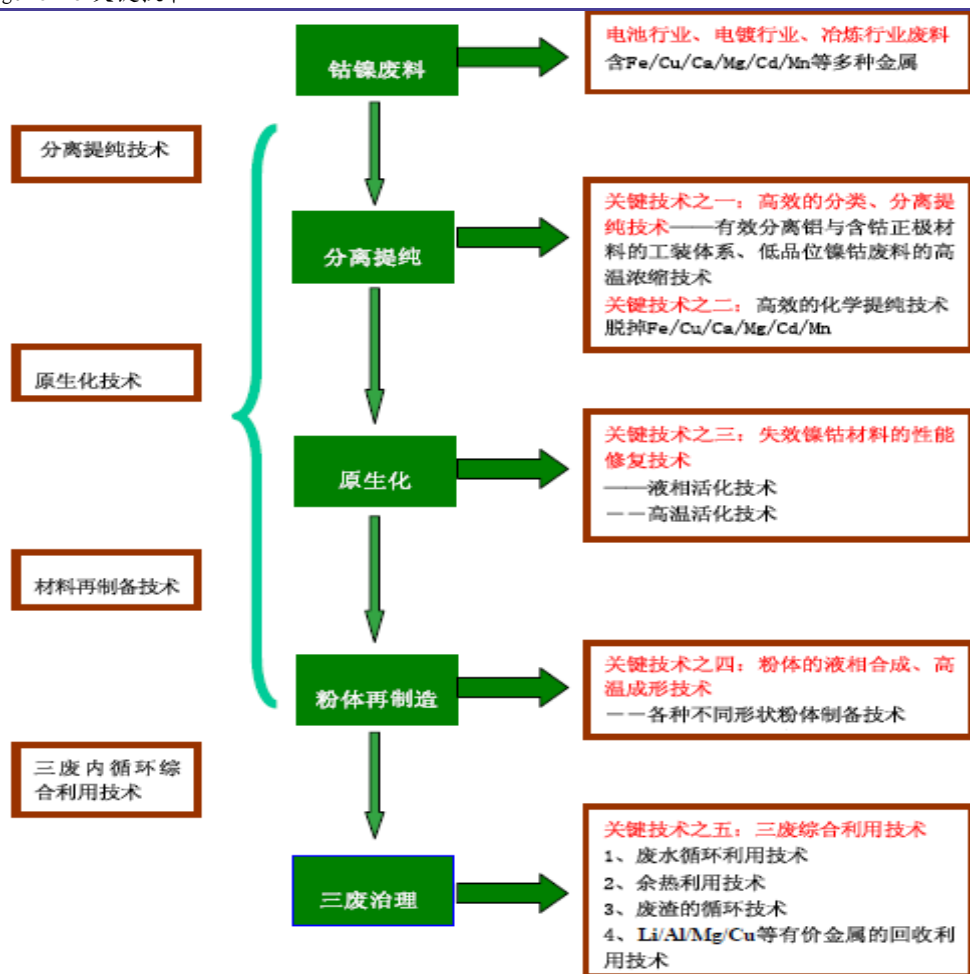 钴镍废料
电池行业、电镀行业、冶炼行业废料
含Fe/Cu/Ca/Mg/Cd/Mn等多种金属
分离提纯技术
分离提纯
关键技术之一：高效的分类、分离提
纯技术——有效分离铝与含钴正极材
料的工装体系、低品位镍钴废料的高
温浓缩技术
关键技术之二：高效的化学提纯技术
脱掉Fe/Cu/Ca/Mg/Cd/Mn
原生化技术
原生化
关键技术之三：失效镍钴材料的性能
修复技术
——液相活化技术
－－高温活化技术
材料再制备技术
粉体再制造
关键技术之四：粉体的液相合成、高
温成形技术
－－各种不同形状粉体制备技术
三废内循环综
合利用技术
三废治理
关键技术之五：三废综合利用技术
1、废水循环利用技术
2、余热利用技术
3、废渣的循环技术
4、Li/Al/Mg/Cu等有价金属的回收利
用技术